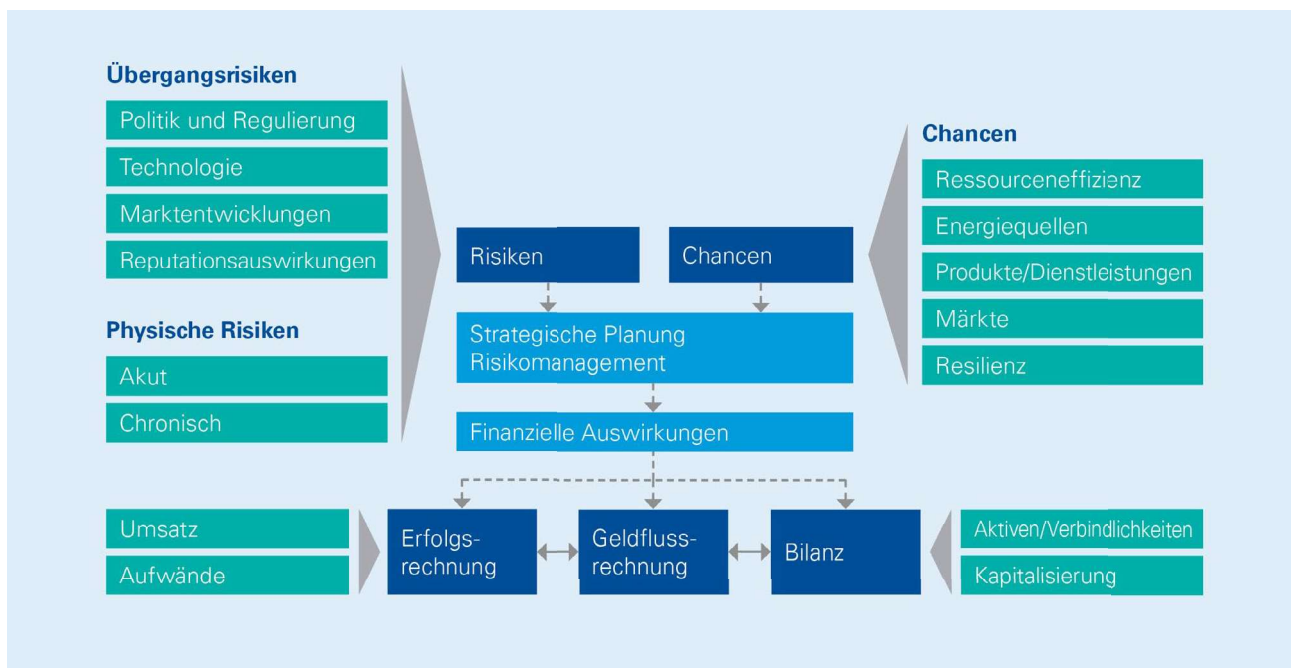 Übergangsrisiken
Politik und Regulierung
Technologie
Marktentwicklungen
Reputationsauswirkungen
Physische Risiken
Akut
Chronisch
Risiken
Chancen
Strategische Planung
Risikomanagement
Finanzielle Auswirkungen
Chancen
Ressourceneffizienz
Energiequellen
Produkte/Dienstleistungen
Märkte
Resilienz
Umsatz
Aufwände
Erfolgs-
rechnung
Geldfluss-
rechnung
Bilanz
Aktiven/Verbindlichkeiten
Kapitalisierung